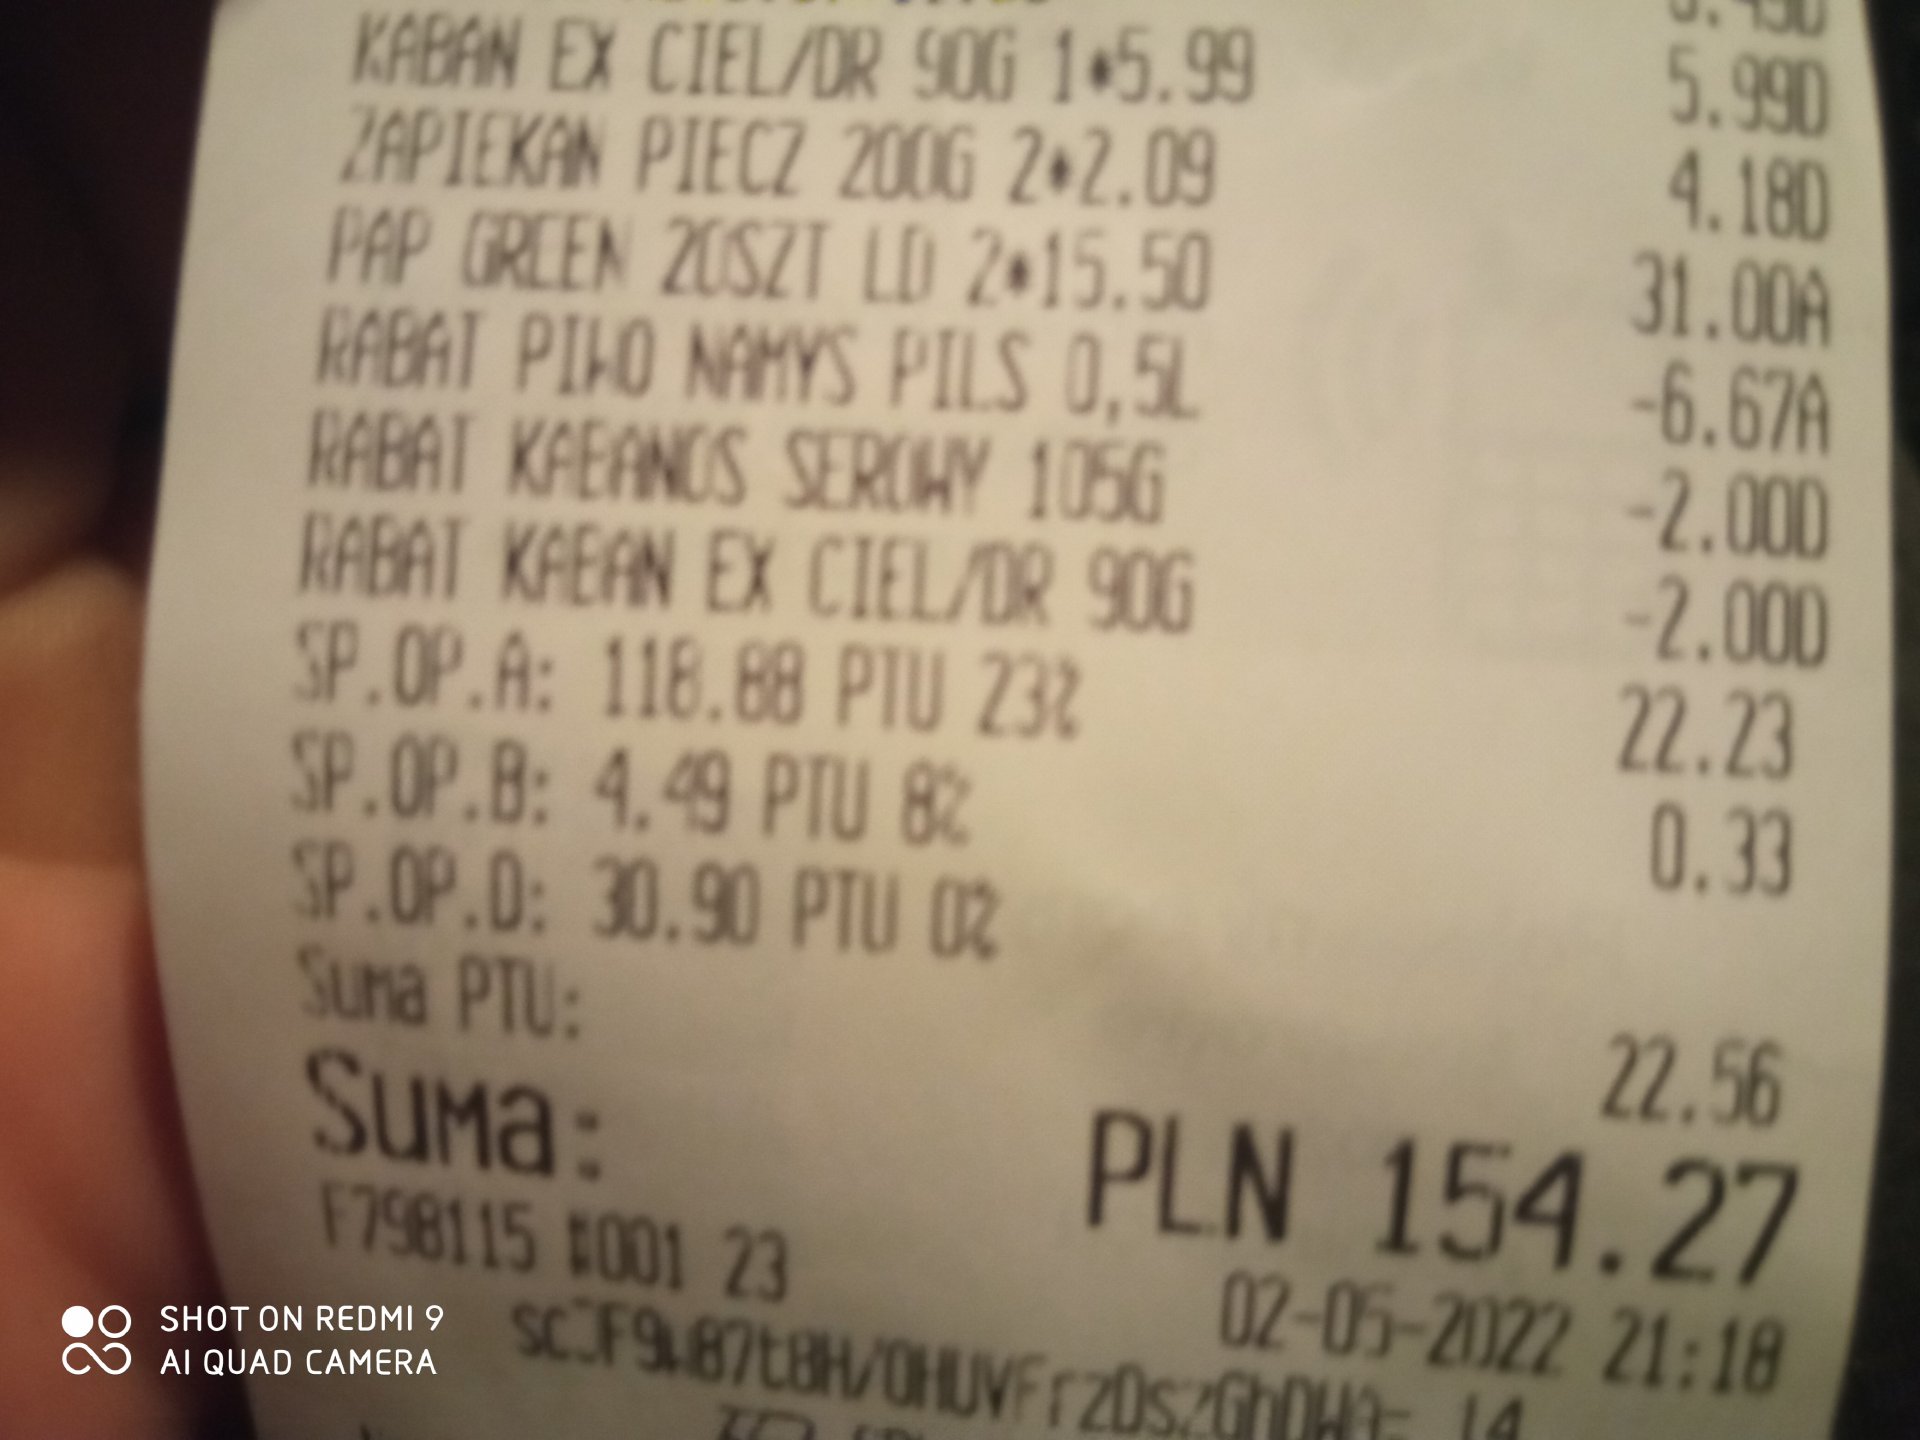 5.49D
KABAN EX CIEL/DR 90G 1*5.99 5.99D
ZAPIEKAN PIECZ 200G 2*2.09 4.18D
PAP GREEN 20SZT LD 2*15.50 31.00A
RABAT PIWO NAMYS PILS 0,5L -6.67A
RABAT KABANOS SEROWY 105G -2.00D
RABAT KABAN EX CIEL/DR 90G -2.00D
SP.OP.A: 118.88 PTU 23% 22.23
SP.OP.B: 4.49 PTU 8% 0.33
SP.OP.D: 30.90 PTU 0%
Suma PTU: 22.56
Suma: PLN 154.27
F798115 #001 23 02-05-2022 21:18
SHOT ON REDMI 9
AI QUAD CAMERA